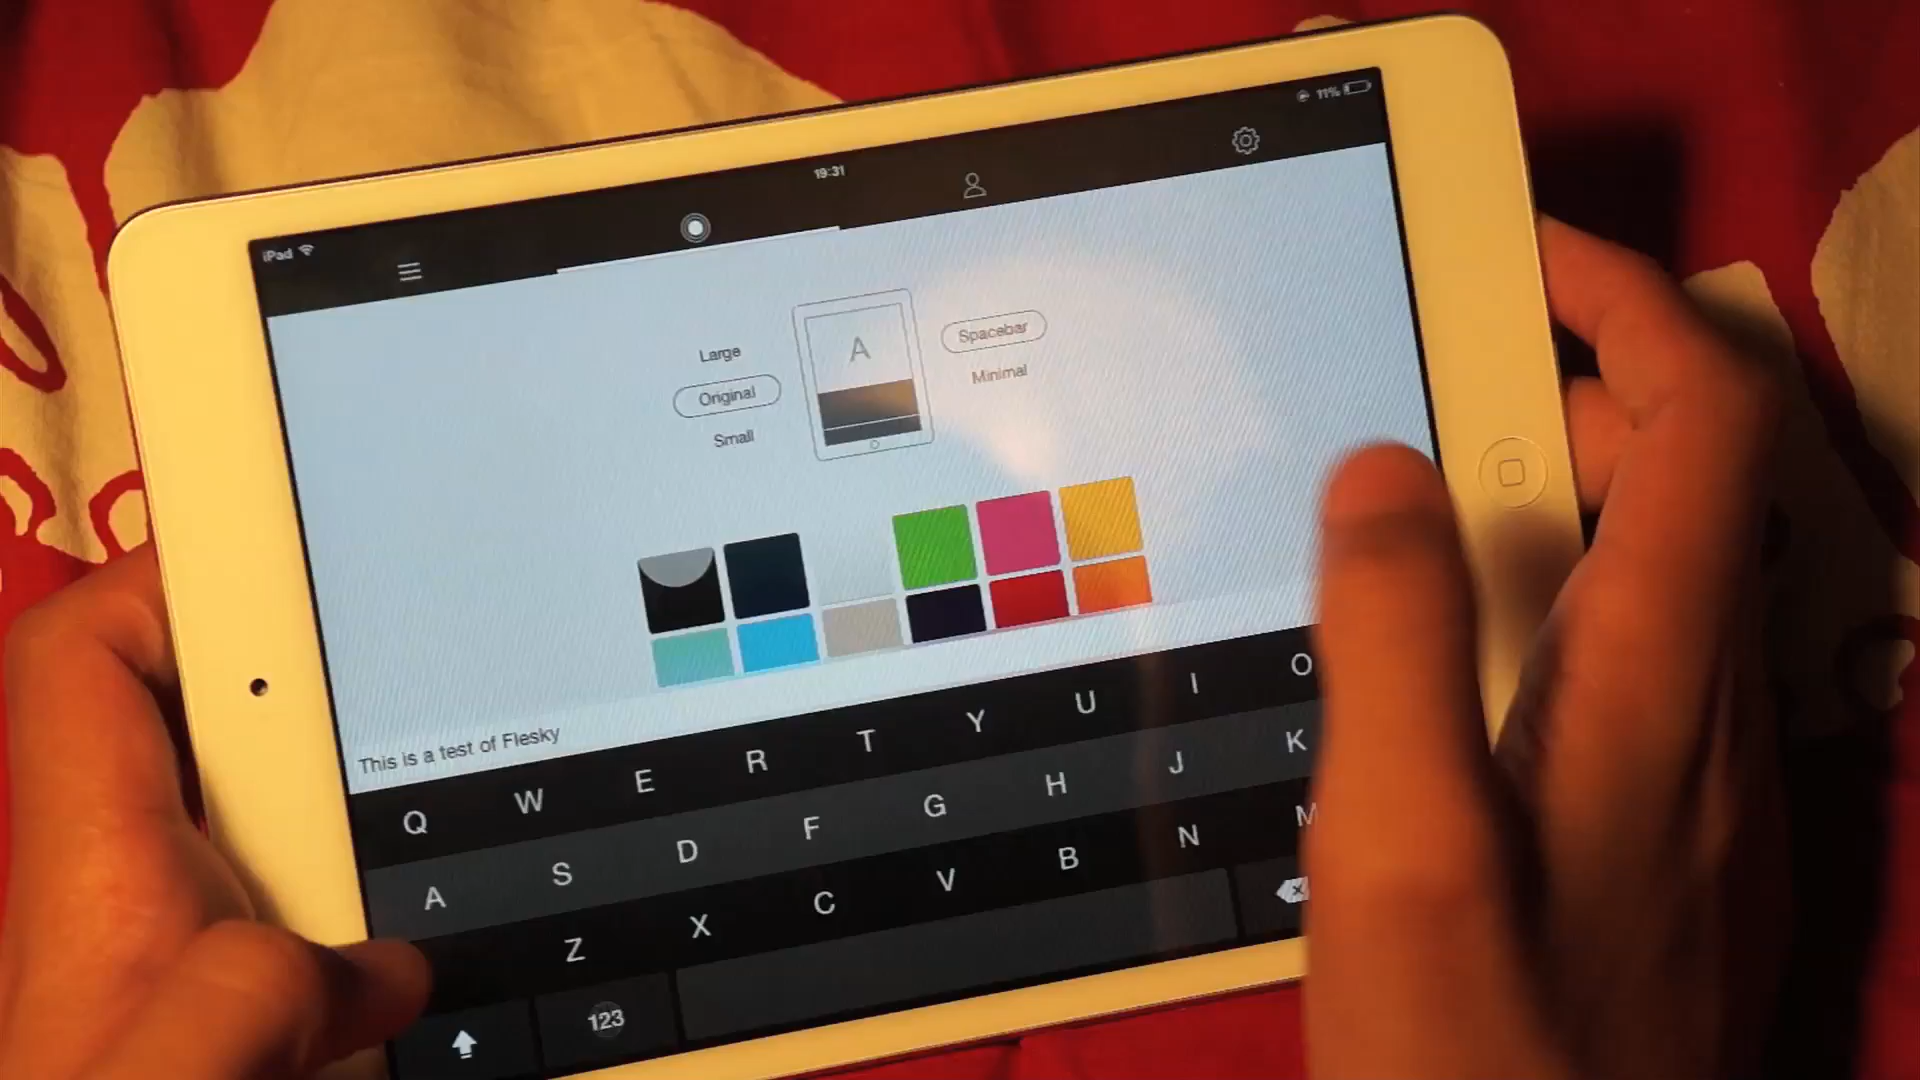 iPad
19:31
11%
Large
Original
Small
A
Spacebar
Minimal
This is a test of Flesky
Q W E R T Y U I O
A S D F G H J K
Z X C V B N M
123